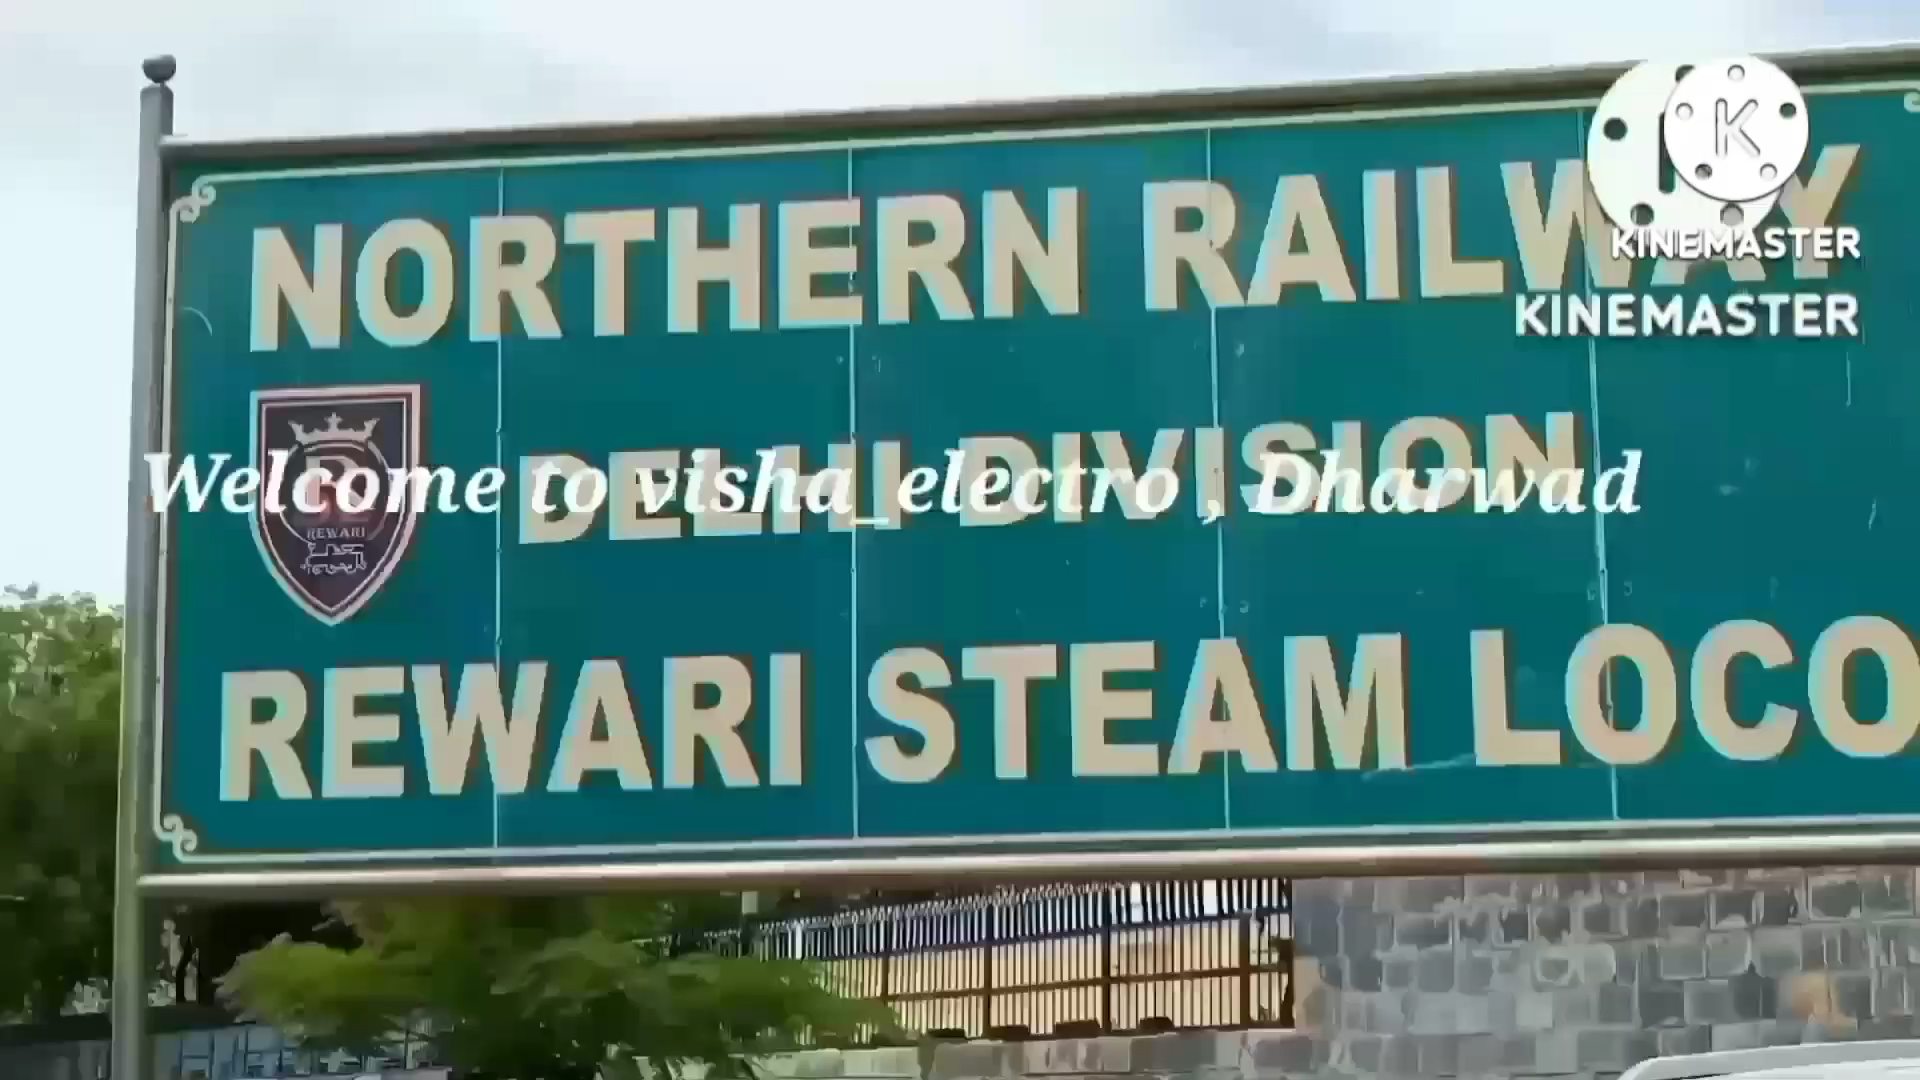 NORTHERN RAILWAY
KINEMASTER
KINEMASTER
DELHI DIVISION
Welcome to visha_electro , Dharwad
REWARI
REWARI STEAM LOCO